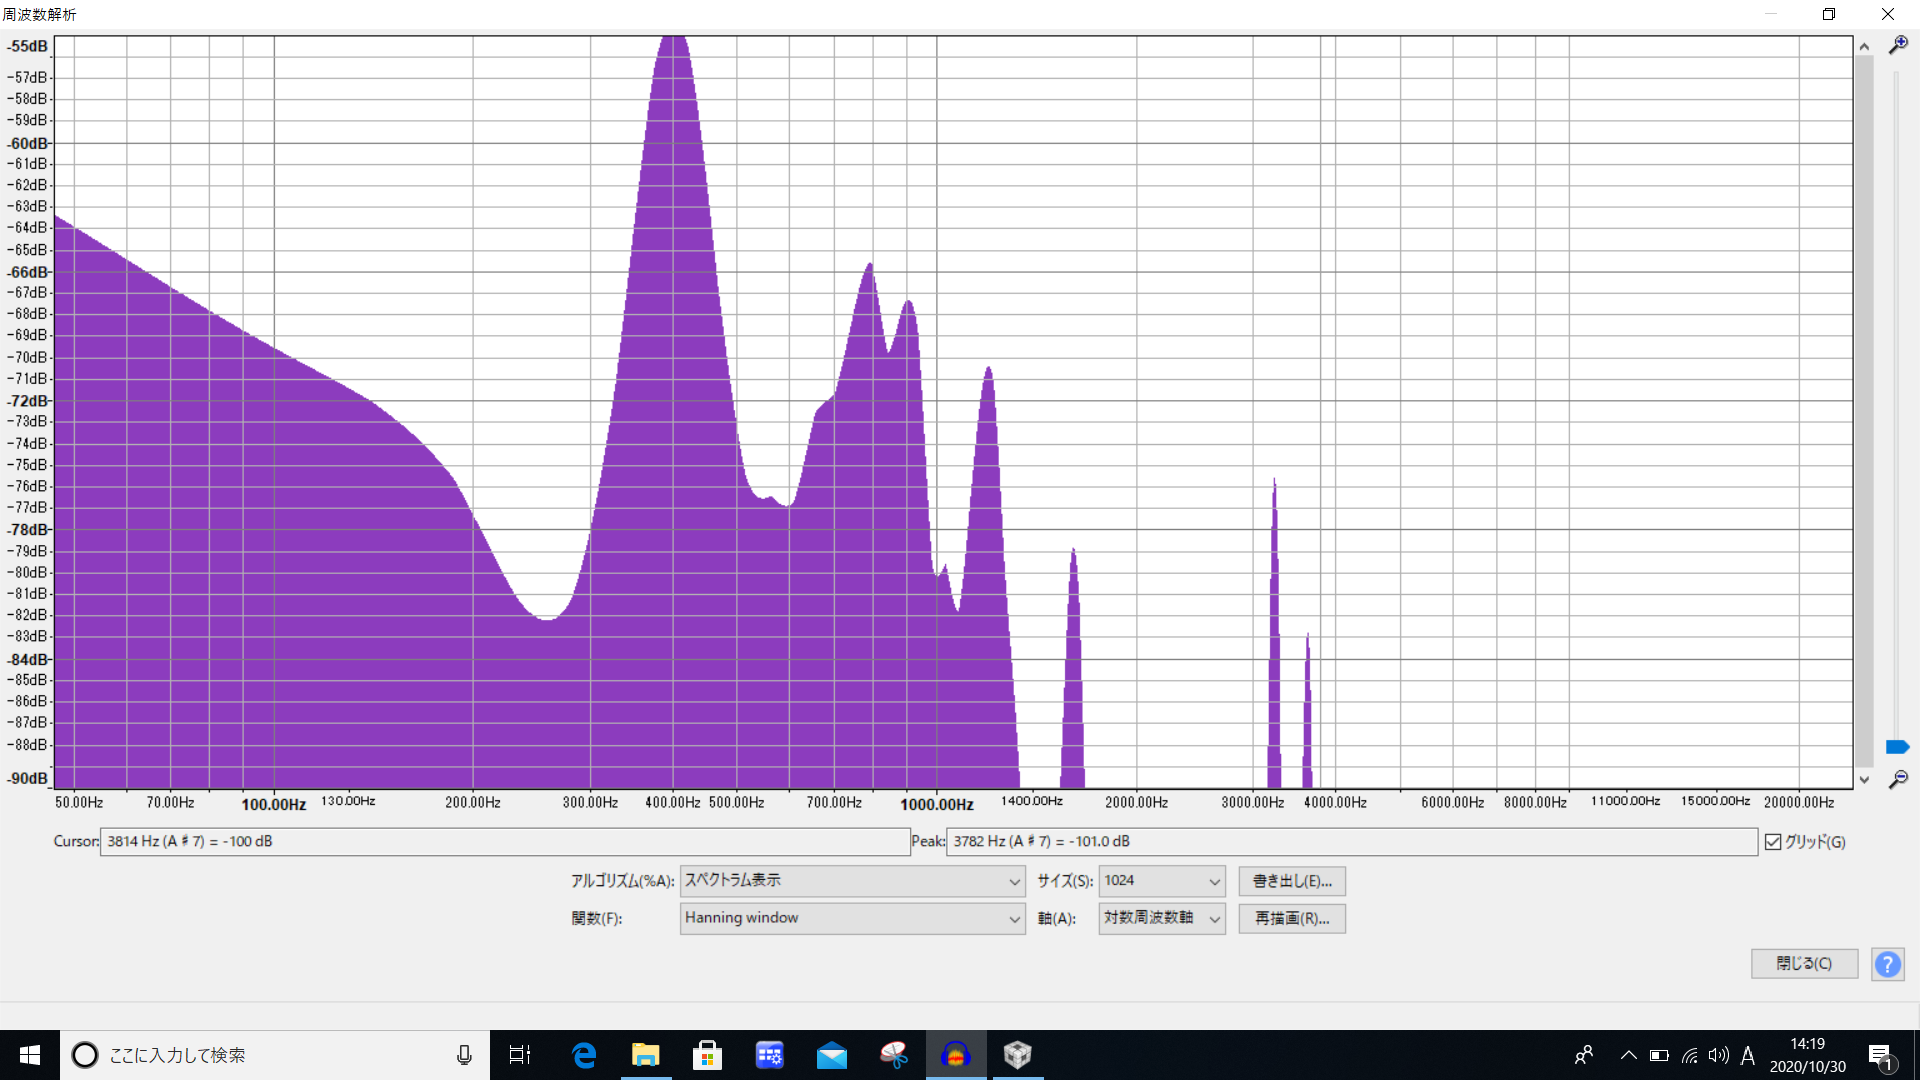 周波数解析
-55dB
-57dB
-58dB
-59dB
-60dB
-61dB
-62dB
-63dB
-64dB
-65dB
-66dB
-67dB
-68dB
-69dB
-70dB
-71dB
-72dB
-73dB
-74dB
-75dB
-76dB
-77dB
-78dB
-79dB
-80dB
-81dB
-82dB
-83dB
-84dB
-85dB
-86dB
-87dB
-88dB
-90dB
50.00Hz 70.00Hz 100.00Hz 130.00Hz 200.00Hz 300.00Hz 400.00Hz 500.00Hz 700.00Hz 1000.00Hz 1400.00Hz 2000.00Hz 3000.00Hz 4000.00Hz 6000.00Hz 8000.00Hz 11000.00Hz 15000.00Hz 20000.00Hz
Cursor: 3814 Hz (A♯7) = -100 dB Peak: 3782 Hz (A♯7) = -101.0 dB グリッド(G)
アルゴリズム(%A): スペクトラム表示 サイズ(S): 1024 書き出し(E)...
関数(F): Hanning window 軸(A): 対数周波数軸 再描画(R)...
閉じる(C) ?
ここに入力して検索
A
14:19
2020/10/30
1